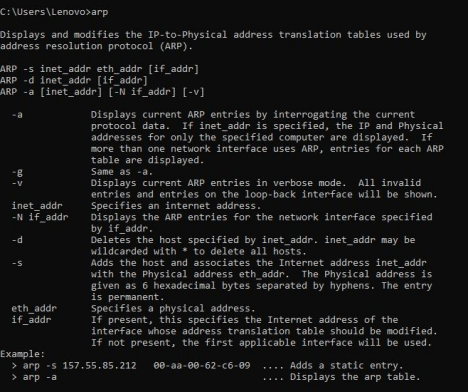 C:\Users\Lenovo>arp
Displays and modifies the IP-to-Physical address translation tables used by
address resolution protocol (ARP).
ARP -s inet_addr eth_addr [if_addr]
ARP -d inet_addr [if_addr]
ARP -a [inet_addr] [-N if_addr] [-v]
-a Displays current ARP entries by interrogating the current
protocol data. If inet_addr is specified, the IP and Physical
addresses for only the specified computer are displayed. If
more than one network interface uses ARP, entries for each ARP
table are displayed.
-g Same as -a.
-v Displays current ARP entries in verbose mode. All invalid
entries and entries on the loop-back interface will be shown.
inet_addr Specifies an internet address.
-N if_addr Displays the ARP entries for the network interface specified
by if_addr.
-d Deletes the host specified by inet_addr. inet_addr may be
wildcarded with * to delete all hosts.
-s Adds the host and associates the Internet address inet_addr
with the Physical address eth_addr. The Physical address is
given as 6 hexadecimal bytes separated by hyphens. The entry
is permanent.
eth_addr Specifies a physical address.
if_addr If present, this specifies the Internet address of the
interface whose address translation table should be modified.
If not present, the first applicable interface will be used.
Example:
> arp -s 157.55.85.212 00-aa-00-62-c6-09 .... Adds a static entry.
> arp -a .... Displays the arp table.